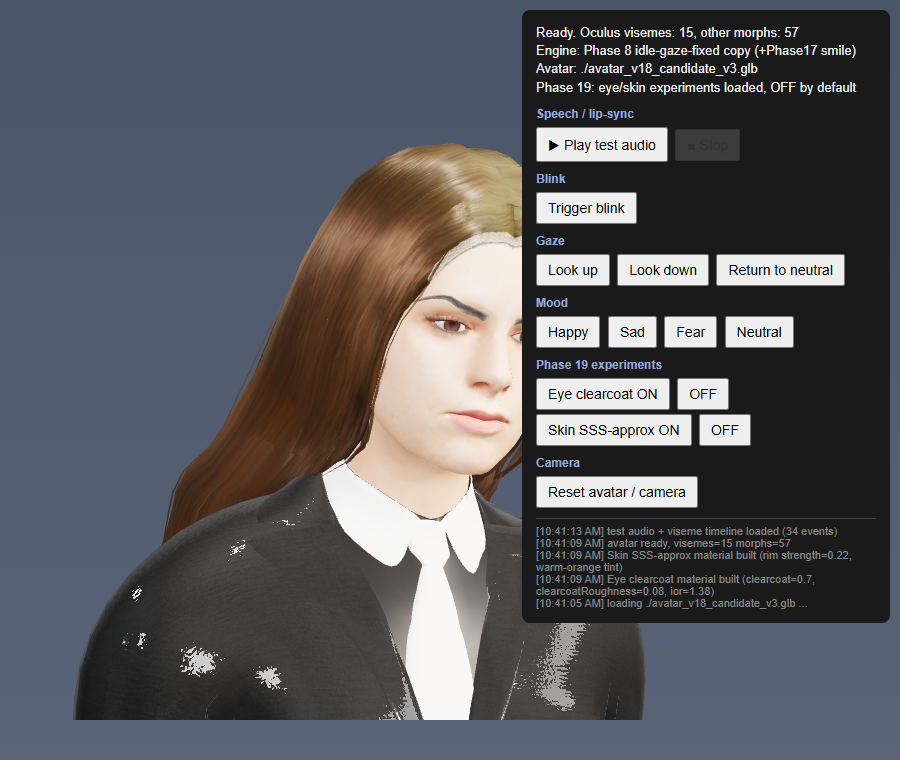 Ready. Oculus visemes: 15, other morphs: 57
Engine: Phase 8 idle-gaze-fixed copy (+Phase17 smile)
Avatar: ./avatar_v18_candidate_v3.glb
Phase 19: eye/skin experiments loaded, OFF by default
Speech / lip-sync
▶ Play test audio ■ Stop
Blink
Trigger blink
Gaze
Look up Look down Return to neutral
Mood
Happy Sad Fear Neutral
Phase 19 experiments
Eye clearcoat ON OFF
Skin SSS-approx ON OFF
Camera
Reset avatar / camera
[10:41:13 AM] test audio + viseme timeline loaded (34 events)
[10:41:09 AM] avatar ready, visemes=15 morphs=57
[10:41:09 AM] Skin SSS-approx material built (rim strength=0.22,
warm-orange tint)
[10:41:09 AM] Eye clearcoat material built (clearcoat=0.7,
clearcoatRoughness=0.08, ior=1.38)
[10:41:05 AM] loading ./avatar_v18_candidate_v3.glb ...